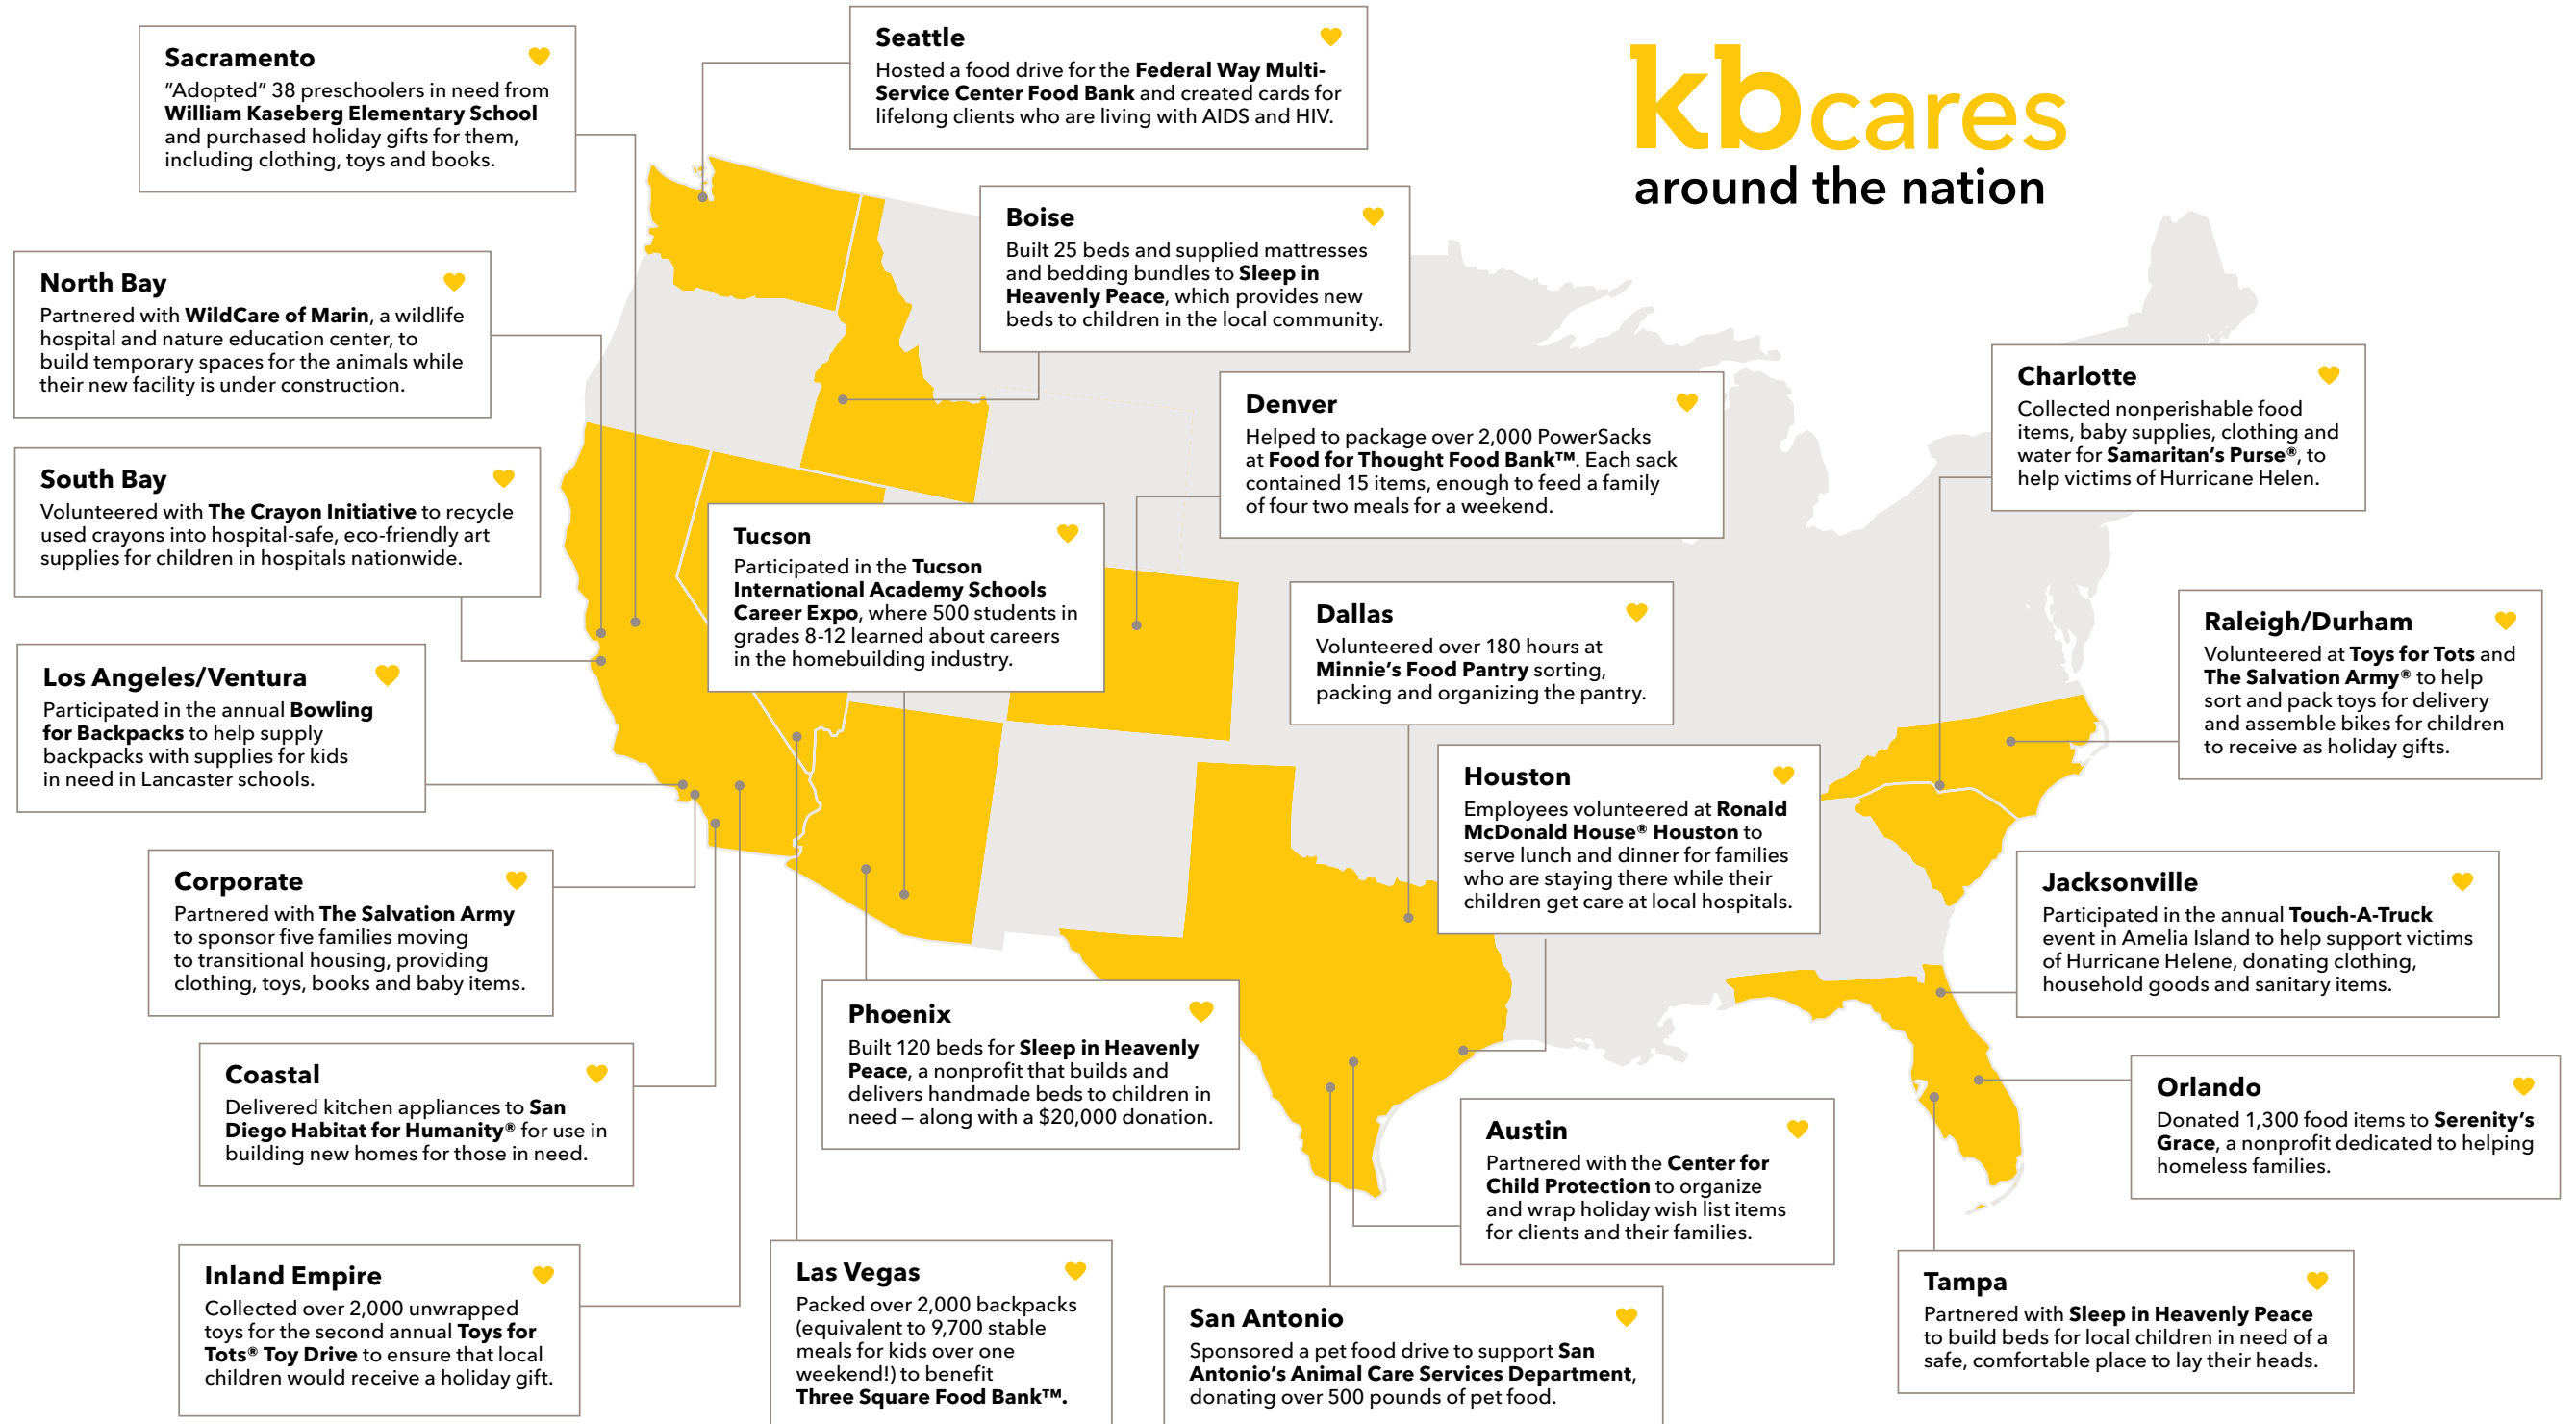 kbcares
around the nation
Sacramento
”Adopted” 38 preschoolers in need from
William Kaseberg Elementary School
and purchased holiday gifts for them,
including clothing, toys and books.
Seattle
Hosted a food drive for the Federal Way Multi-
Service Center Food Bank and created cards for
lifelong clients who are living with AIDS and HIV.
North Bay
Partnered with WildCare of Marin, a wildlife
hospital and nature education center, to
build temporary spaces for the animals while
their new facility is under construction.
Boise
Built 25 beds and supplied mattresses
and bedding bundles to Sleep in
Heavenly Peace, which provides new
beds to children in the local community.
Denver
Helped to package over 2,000 PowerSacks
at Food for Thought Food Bank™. Each sack
contained 15 items, enough to feed a family
of four two meals for a weekend.
Charlotte
Collected nonperishable food
items, baby supplies, clothing and
water for Samaritan’s Purse®, to
help victims of Hurricane Helen.
South Bay
Volunteered with The Crayon Initiative to recycle
used crayons into hospital-safe, eco-friendly art
supplies for children in hospitals nationwide.
Tucson
Participated in the Tucson
International Academy Schools
Career Expo, where 500 students in
grades 8-12 learned about careers
in the homebuilding industry.
Dallas
Volunteered over 180 hours at
Minnie’s Food Pantry sorting,
packing and organizing the pantry.
Raleigh/Durham
Volunteered at Toys for Tots and
The Salvation Army® to help
sort and pack toys for delivery
and assemble bikes for children
to receive as holiday gifts.
Los Angeles/Ventura
Participated in the annual Bowling
for Backpacks to help supply
backpacks with supplies for kids
in need in Lancaster schools.
Houston
Employees volunteered at Ronald
McDonald House® Houston to
serve lunch and dinner for families
who are staying there while their
children get care at local hospitals.
Corporate
Partnered with The Salvation Army
to sponsor five families moving
to transitional housing, providing
clothing, toys, books and baby items.
Jacksonville
Participated in the annual Touch-A-Truck
event in Amelia Island to help support victims
of Hurricane Helene, donating clothing,
household goods and sanitary items.
Phoenix
Built 120 beds for Sleep in Heavenly
Peace, a nonprofit that builds and
delivers handmade beds to children in
need – along with a $20,000 donation.
Coastal
Delivered kitchen appliances to San
Diego Habitat for Humanity® for use in
building new homes for those in need.
Orlando
Donated 1,300 food items to Serenity’s
Grace, a nonprofit dedicated to helping
homeless families.
Austin
Partnered with the Center for
Child Protection to organize
and wrap holiday wish list items
for clients and their families.
Inland Empire
Collected over 2,000 unwrapped
toys for the second annual Toys for
Tots® Toy Drive to ensure that local
children would receive a holiday gift.
Las Vegas
Packed over 2,000 backpacks
(equivalent to 9,700 stable
meals for kids over one
weekend!) to benefit
Three Square Food Bank™.
San Antonio
Sponsored a pet food drive to support San
Antonio’s Animal Care Services Department,
donating over 500 pounds of pet food.
Tampa
Partnered with Sleep in Heavenly Peace
to build beds for local children in need of a
safe, comfortable place to lay their heads.